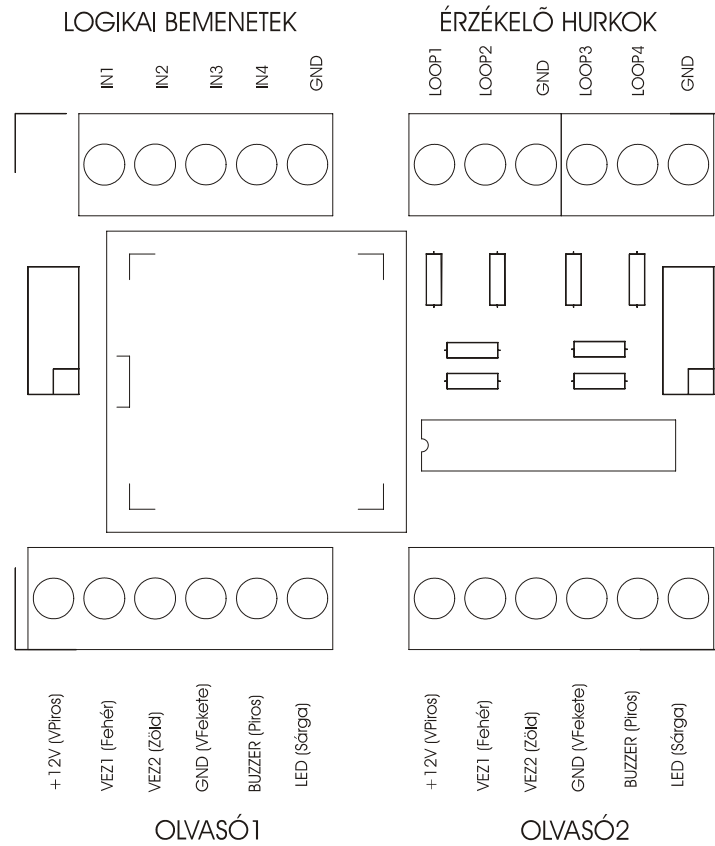 LOGIKAI BEMENETEK
ÉRZÉKELÕ HURKOK
IN1
IN2
IN3
IN4
GND
LOOP1
LOOP2
GND
LOOP3
LOOP4
GND
+12V (VPiros)
VEZ1 (Fehér)
VEZ2 (Zöld)
GND (VFekete)
BUZZER (Piros)
LED (Sárga)
+12V (VPiros)
VEZ1 (Fehér)
VEZ2 (Zöld)
GND (VFekete)
BUZZER (Piros)
LED (Sárga)
OLVASÓ1
OLVASÓ2